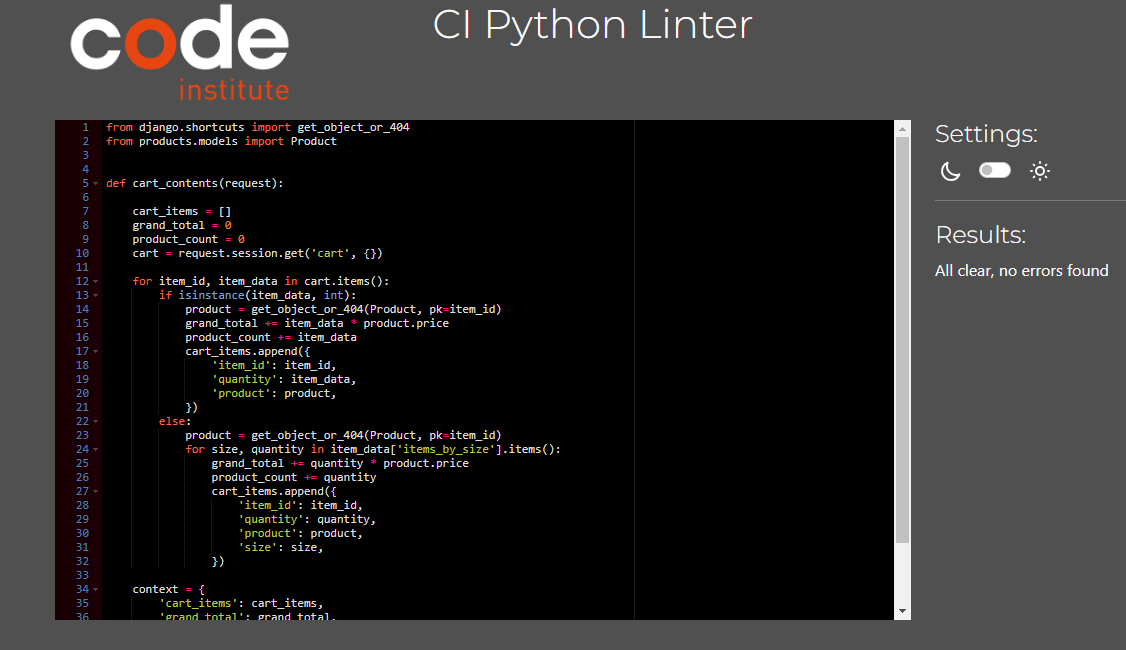 code
institute
CI Python Linter
1 from django.shortcuts import get_object_or_404
2 from products.models import Product
3
4
5 def cart_contents(request):
6
7     cart_items = []
8     grand_total = 0
9     product_count = 0
10     cart = request.session.get('cart', {})
11
12     for item_id, item_data in cart.items():
13         if isinstance(item_data, int):
14             product = get_object_or_404(Product, pk=item_id)
15             grand_total += item_data * product.price
16             product_count += item_data
17             cart_items.append({
18                 'item_id': item_id,
19                 'quantity': item_data,
20                 'product': product,
21             })
22         else:
23             product = get_object_or_404(Product, pk=item_id)
24             for size, quantity in item_data['items_by_size'].items():
25                 grand_total += quantity * product.price
26                 product_count += quantity
27                 cart_items.append({
28                     'item_id': item_id,
29                     'quantity': quantity,
30                     'product': product,
31                     'size': size,
32                 })
33
34     context = {
35         'cart_items': cart_items,
36         'grand_total': grand_total,
Settings:
Results:
All clear, no errors found